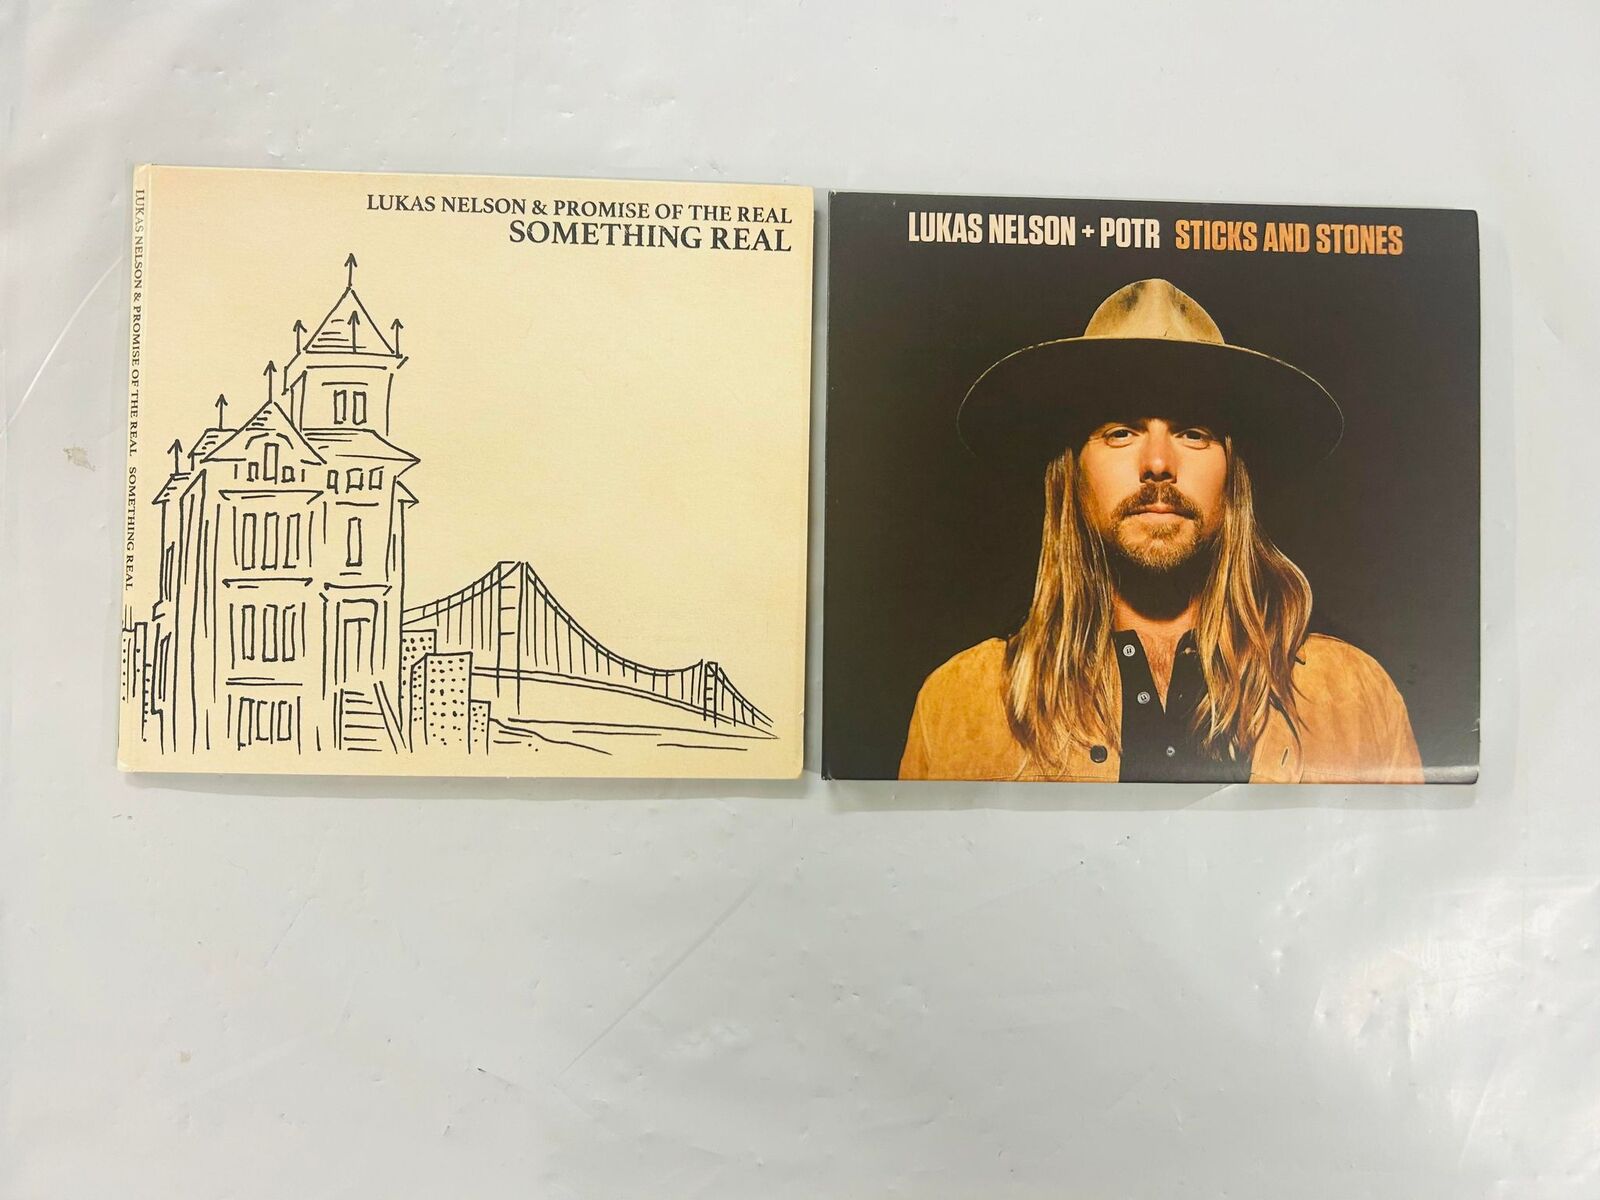 LUKAS NELSON & PROMISE OF THE REAL
SOMETHING REAL
LUKAS NELSON & PROMISE OF THE REAL SOMETHING REAL
LUKAS NELSON + POTR STICKS AND STONES